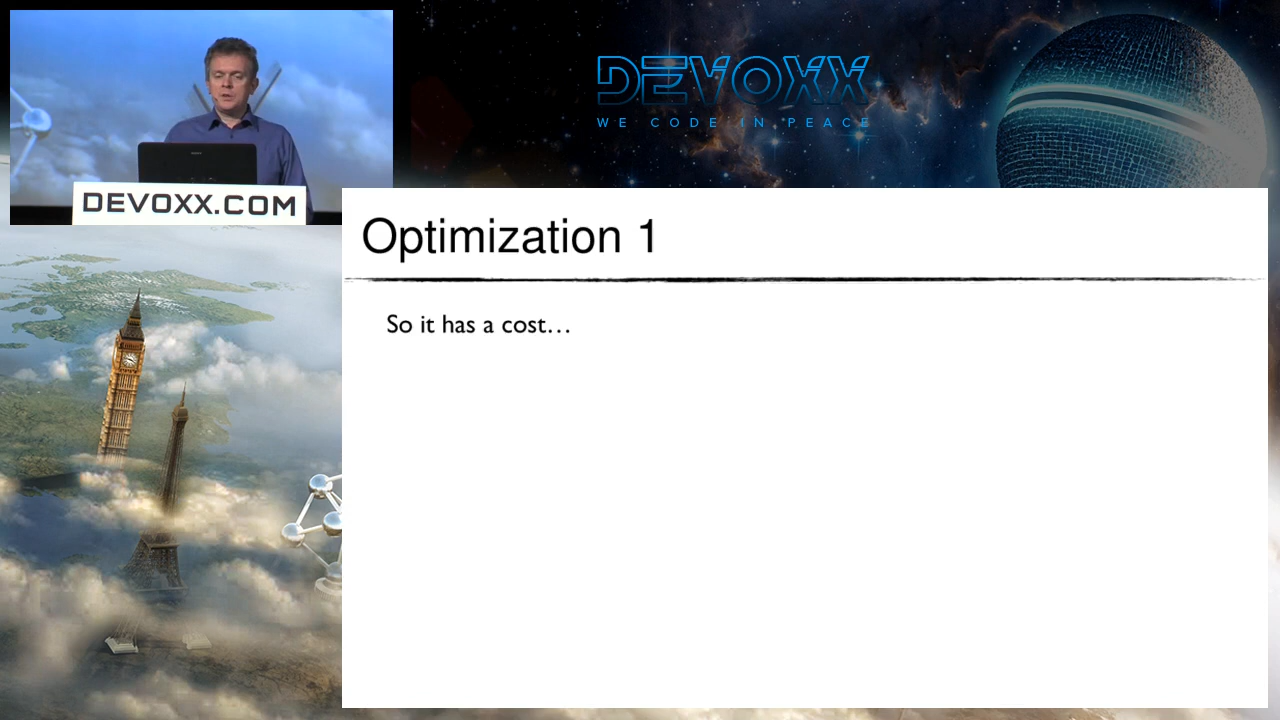 DEVOXX
WE CODE IN PEACE
DEVOXX.COM
Optimization 1
So it has a cost…